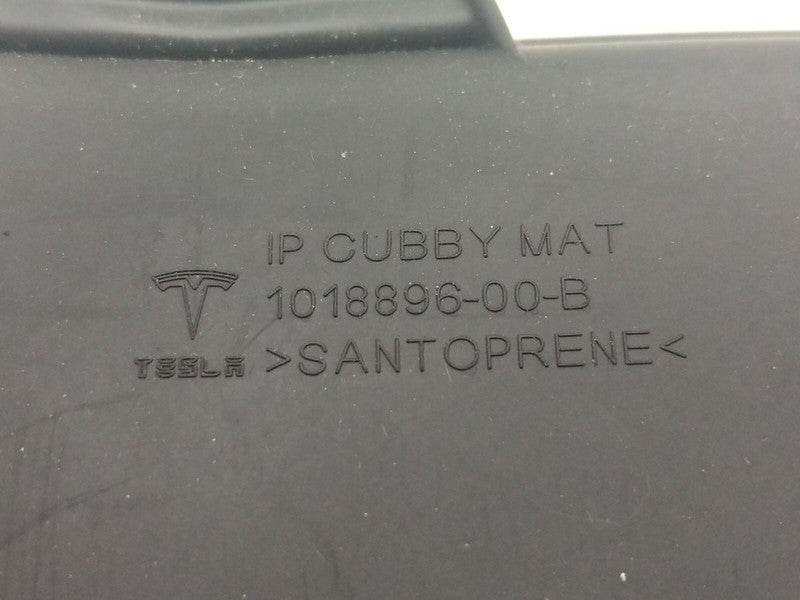 IP CUBBY MAT
1018896-00-B
TESLA >SANTOPRENE<